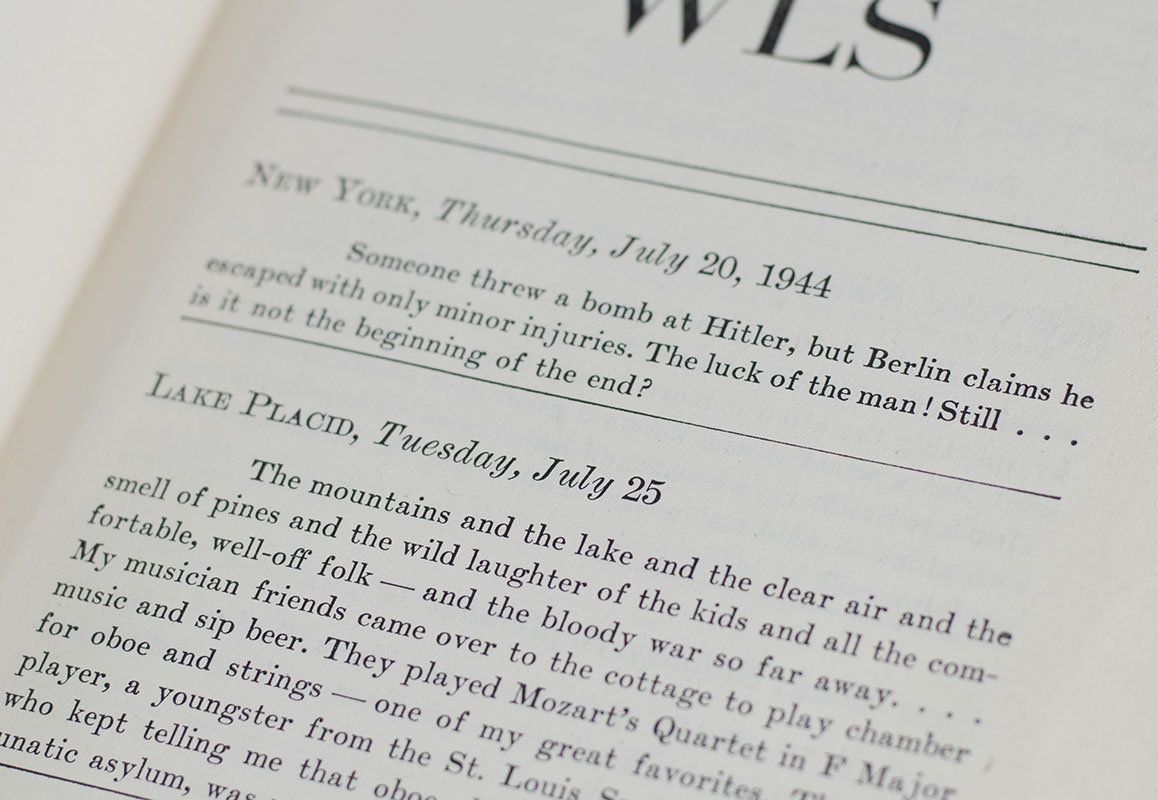 WLS
NEW YORK, Thursday, July 20, 1944
Someone threw a bomb at Hitler, but Berlin claims he
escaped with only minor injuries. The luck of the man! Still . . .
is it not the beginning of the end?
LAKE PLACID, Tuesday, July 25
The mountains and the lake and the clear air and the
smell of pines and the wild laughter of the kids and all the com-
fortable, well-off folk — and the bloody war so far away. . . .
My musician friends came over to the cottage to play chamber
music and sip beer. They played Mozart's Quartet in F Major
for oboe and strings — one of my great favorites.
player, a youngster from the St. Louis
who kept telling me that
unatic asylum, was